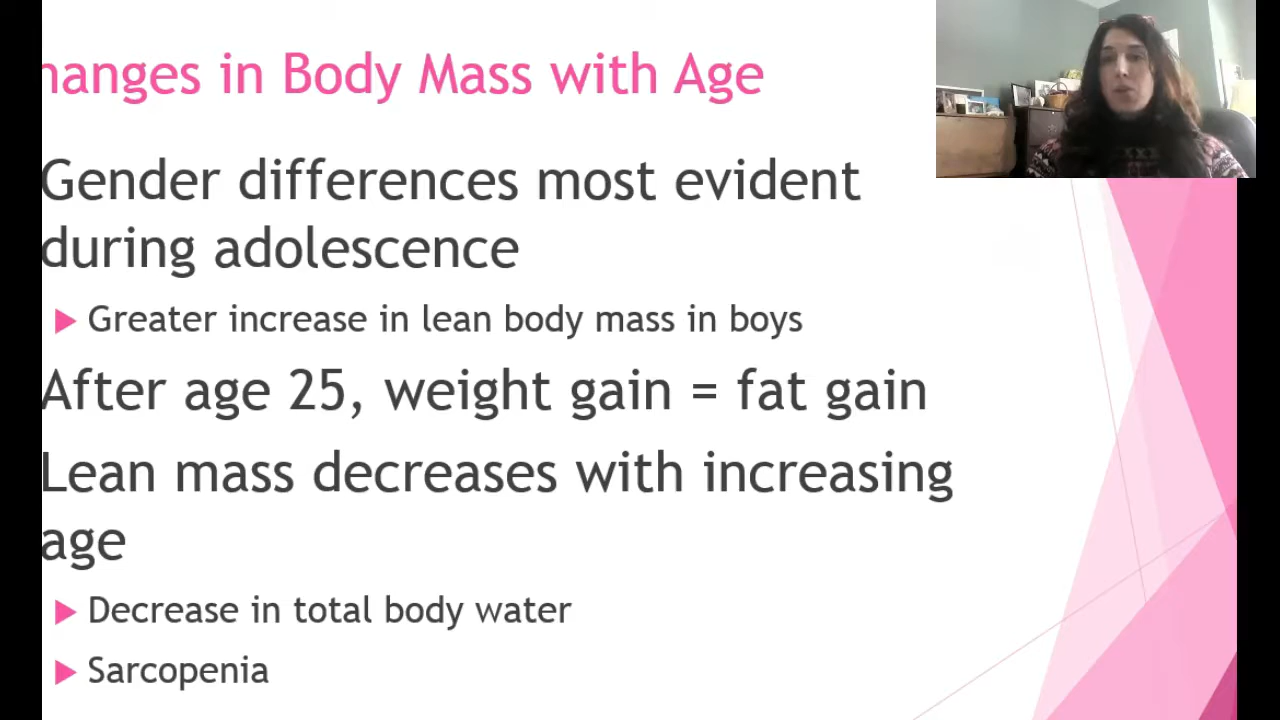 hanges in Body Mass with Age
Gender differences most evident
during adolescence
Greater increase in lean body mass in boys
After age 25, weight gain = fat gain
Lean mass decreases with increasing
age
Decrease in total body water
Sarcopenia